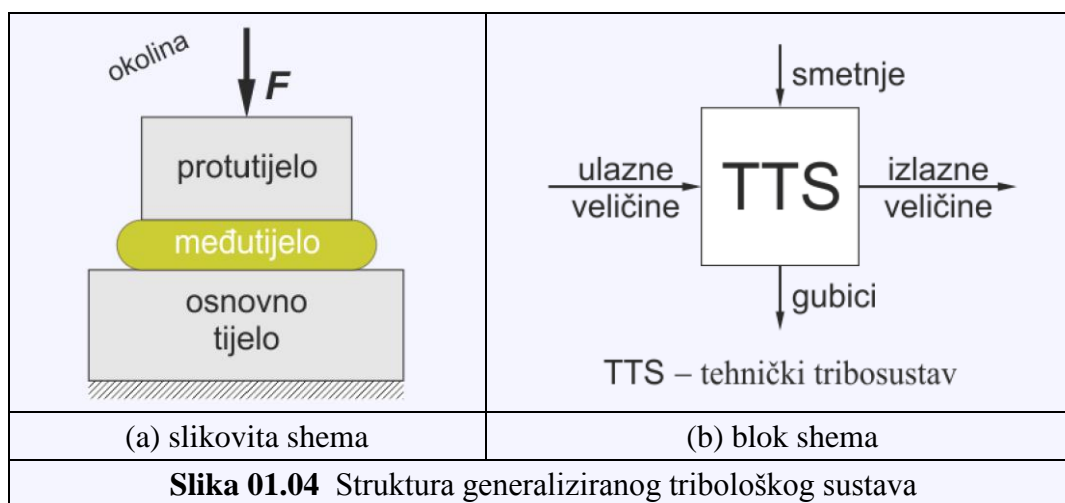 okolina
F
protutijelo
međutijelo
osnovno
tijelo
(a) slikovita shema
smetnje
ulazne
veličine
TTS
izlazne
veličine
gubici
TTS – tehnički tribosustav
(b) blok shema
Slika 01.04 Struktura generaliziranog tribološkog sustava